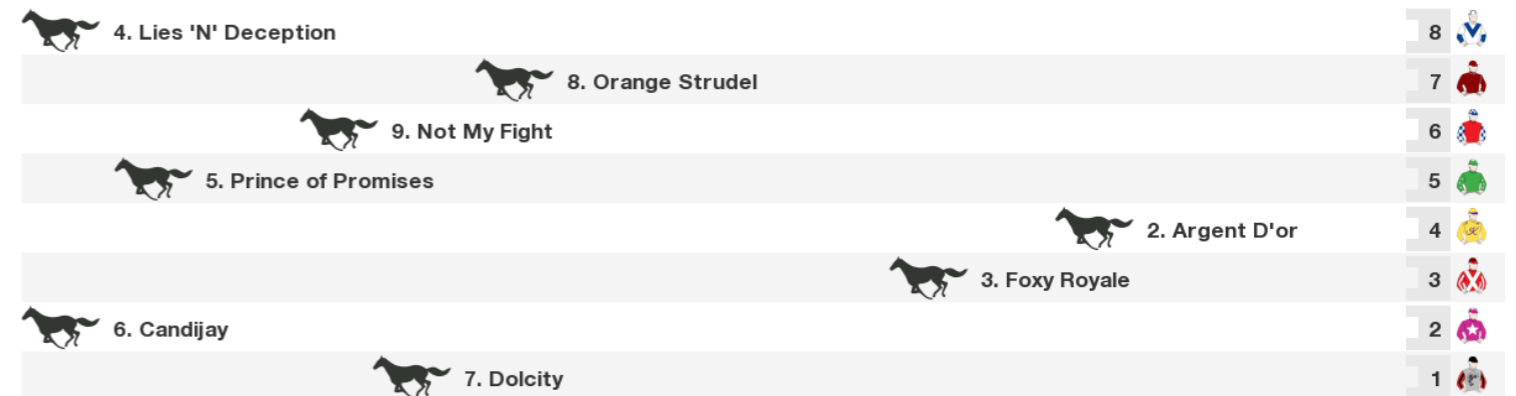 4. Lies 'N' Deception 8
8. Orange Strudel 7
9. Not My Fight 6
5. Prince of Promises 5
2. Argent D'or 4
3. Foxy Royale 3
6. Candijay 2
7. Dolcity 1